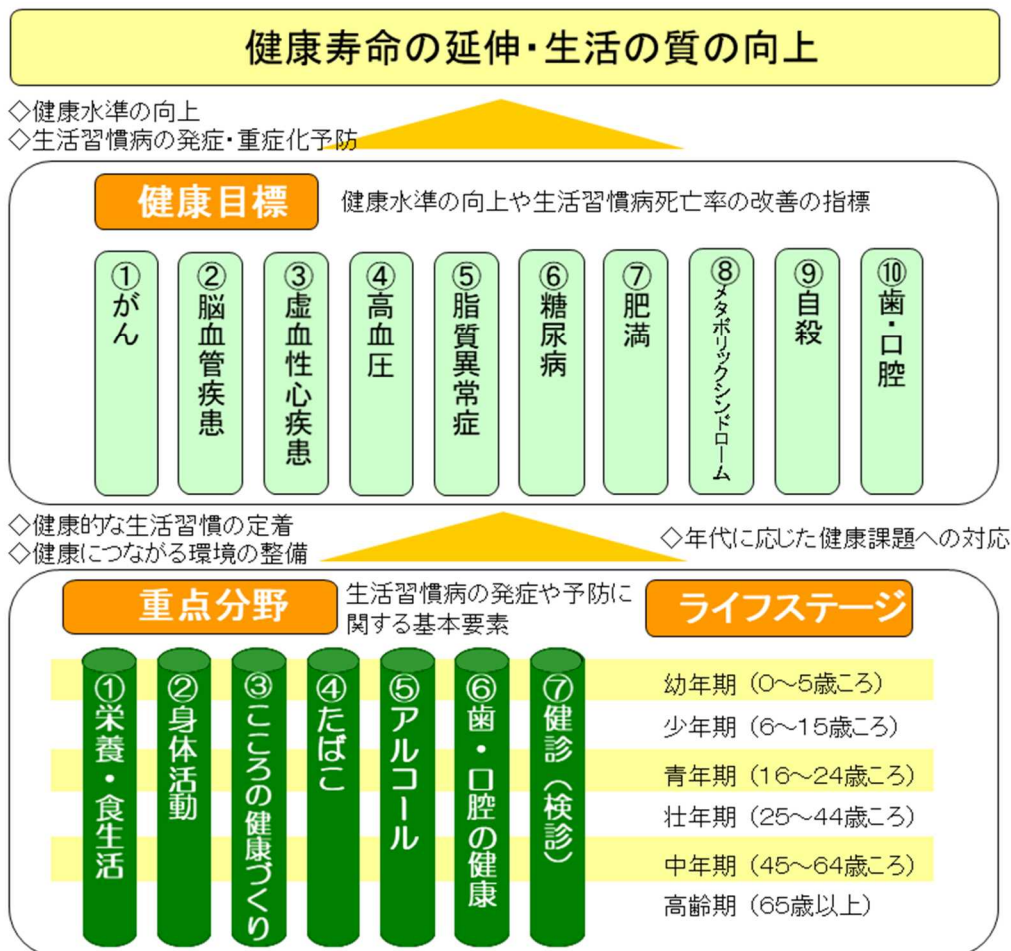 健康寿命の延伸・生活の質の向上
◇健康水準の向上
◇生活習慣病の発症・重症化予防
健康目標
健康水準の向上や生活習慣病死亡率の改善の指標
①がん
②脳血管疾患
③虚血性心疾患
④高血圧
⑤脂質異常症
⑥糖尿病
⑦肥満
⑧メタボリックシンドローム
⑨自殺
⑩歯・口腔
◇健康的な生活習慣の定着
◇健康につながる環境の整備
◇年代に応じた健康課題への対応
重点分野
生活習慣病の発症や予防に
関する基本要素
ライフステージ
①栄養・食生活
②身体活動
③こころの健康づくり
④たばこ
⑤アルコール
⑥歯・口腔の健康
⑦健診（検診）
幼年期（0～5歳ころ）
少年期（6～15歳ころ）
青年期（16～24歳ころ）
壮年期（25～44歳ころ）
中年期（45～64歳ころ）
高齢期（65歳以上）